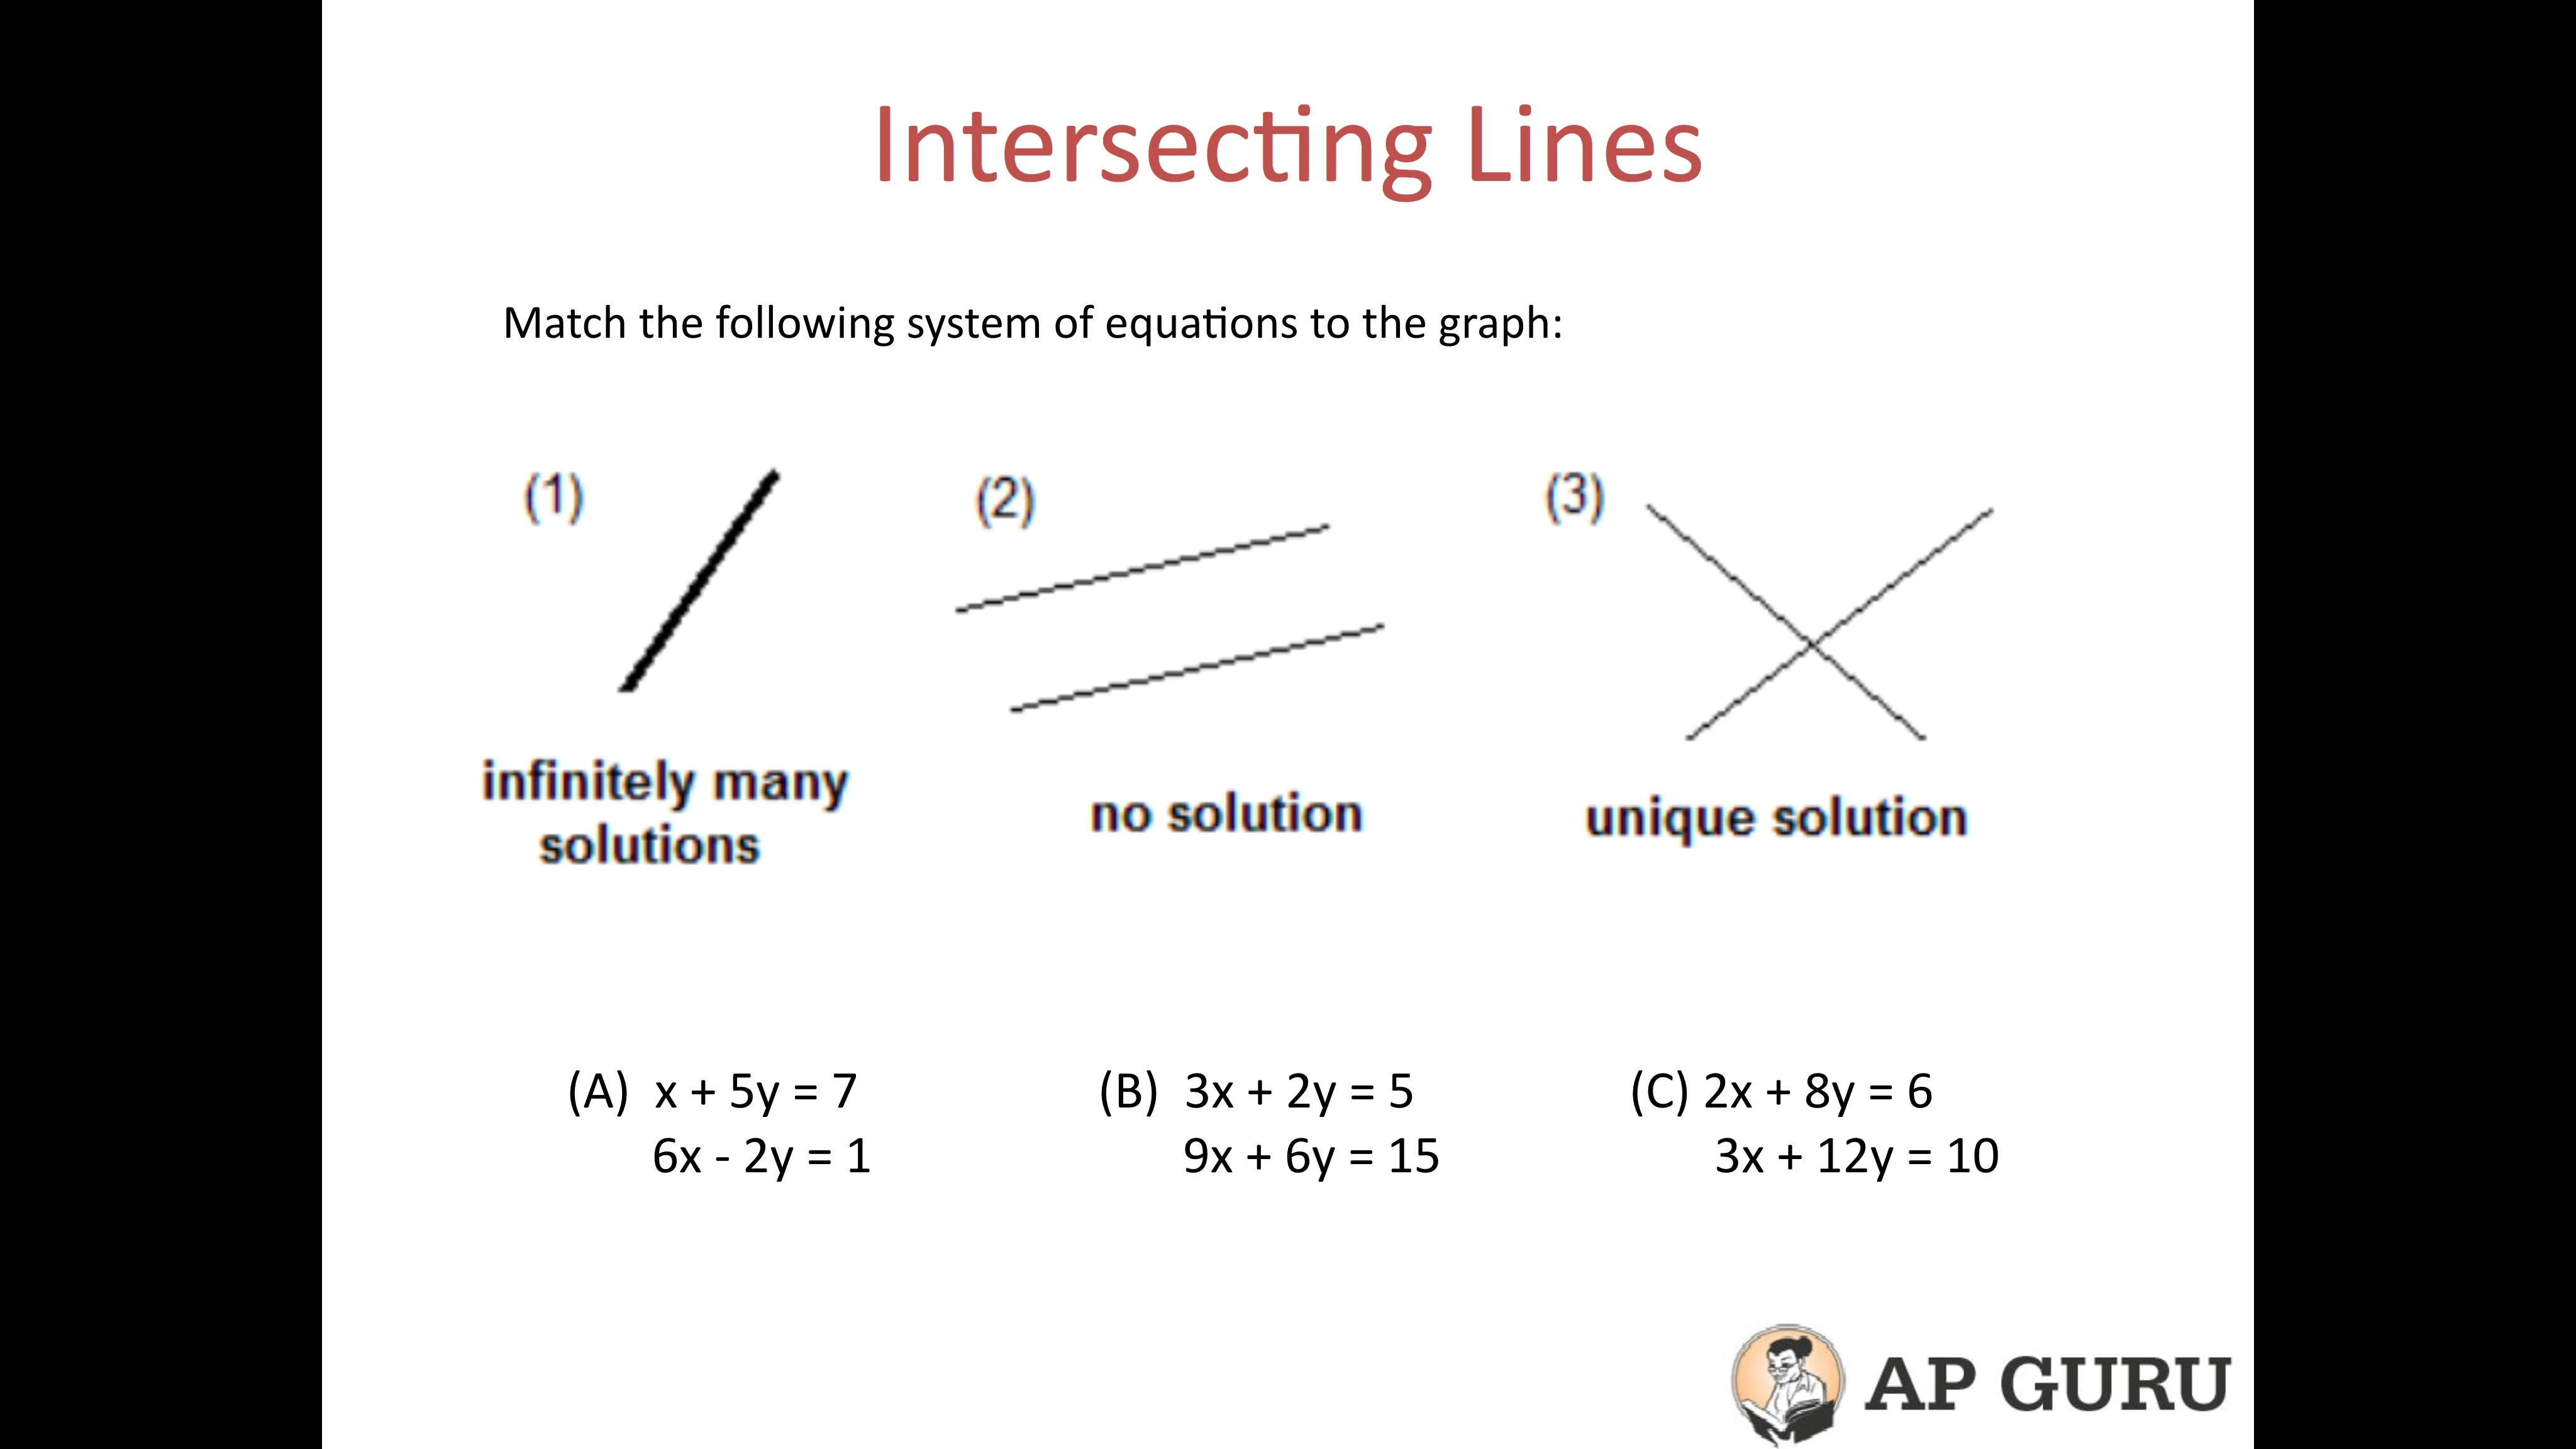 Intersecting Lines
Match the following system of equations to the graph:
(1)
(2)
(3)
infinitely many
solutions
no solution
unique solution
(A) x + 5y = 7
6x - 2y = 1
(B) 3x + 2y = 5
9x + 6y = 15
(C) 2x + 8y = 6
3x + 12y = 10
AP GURU